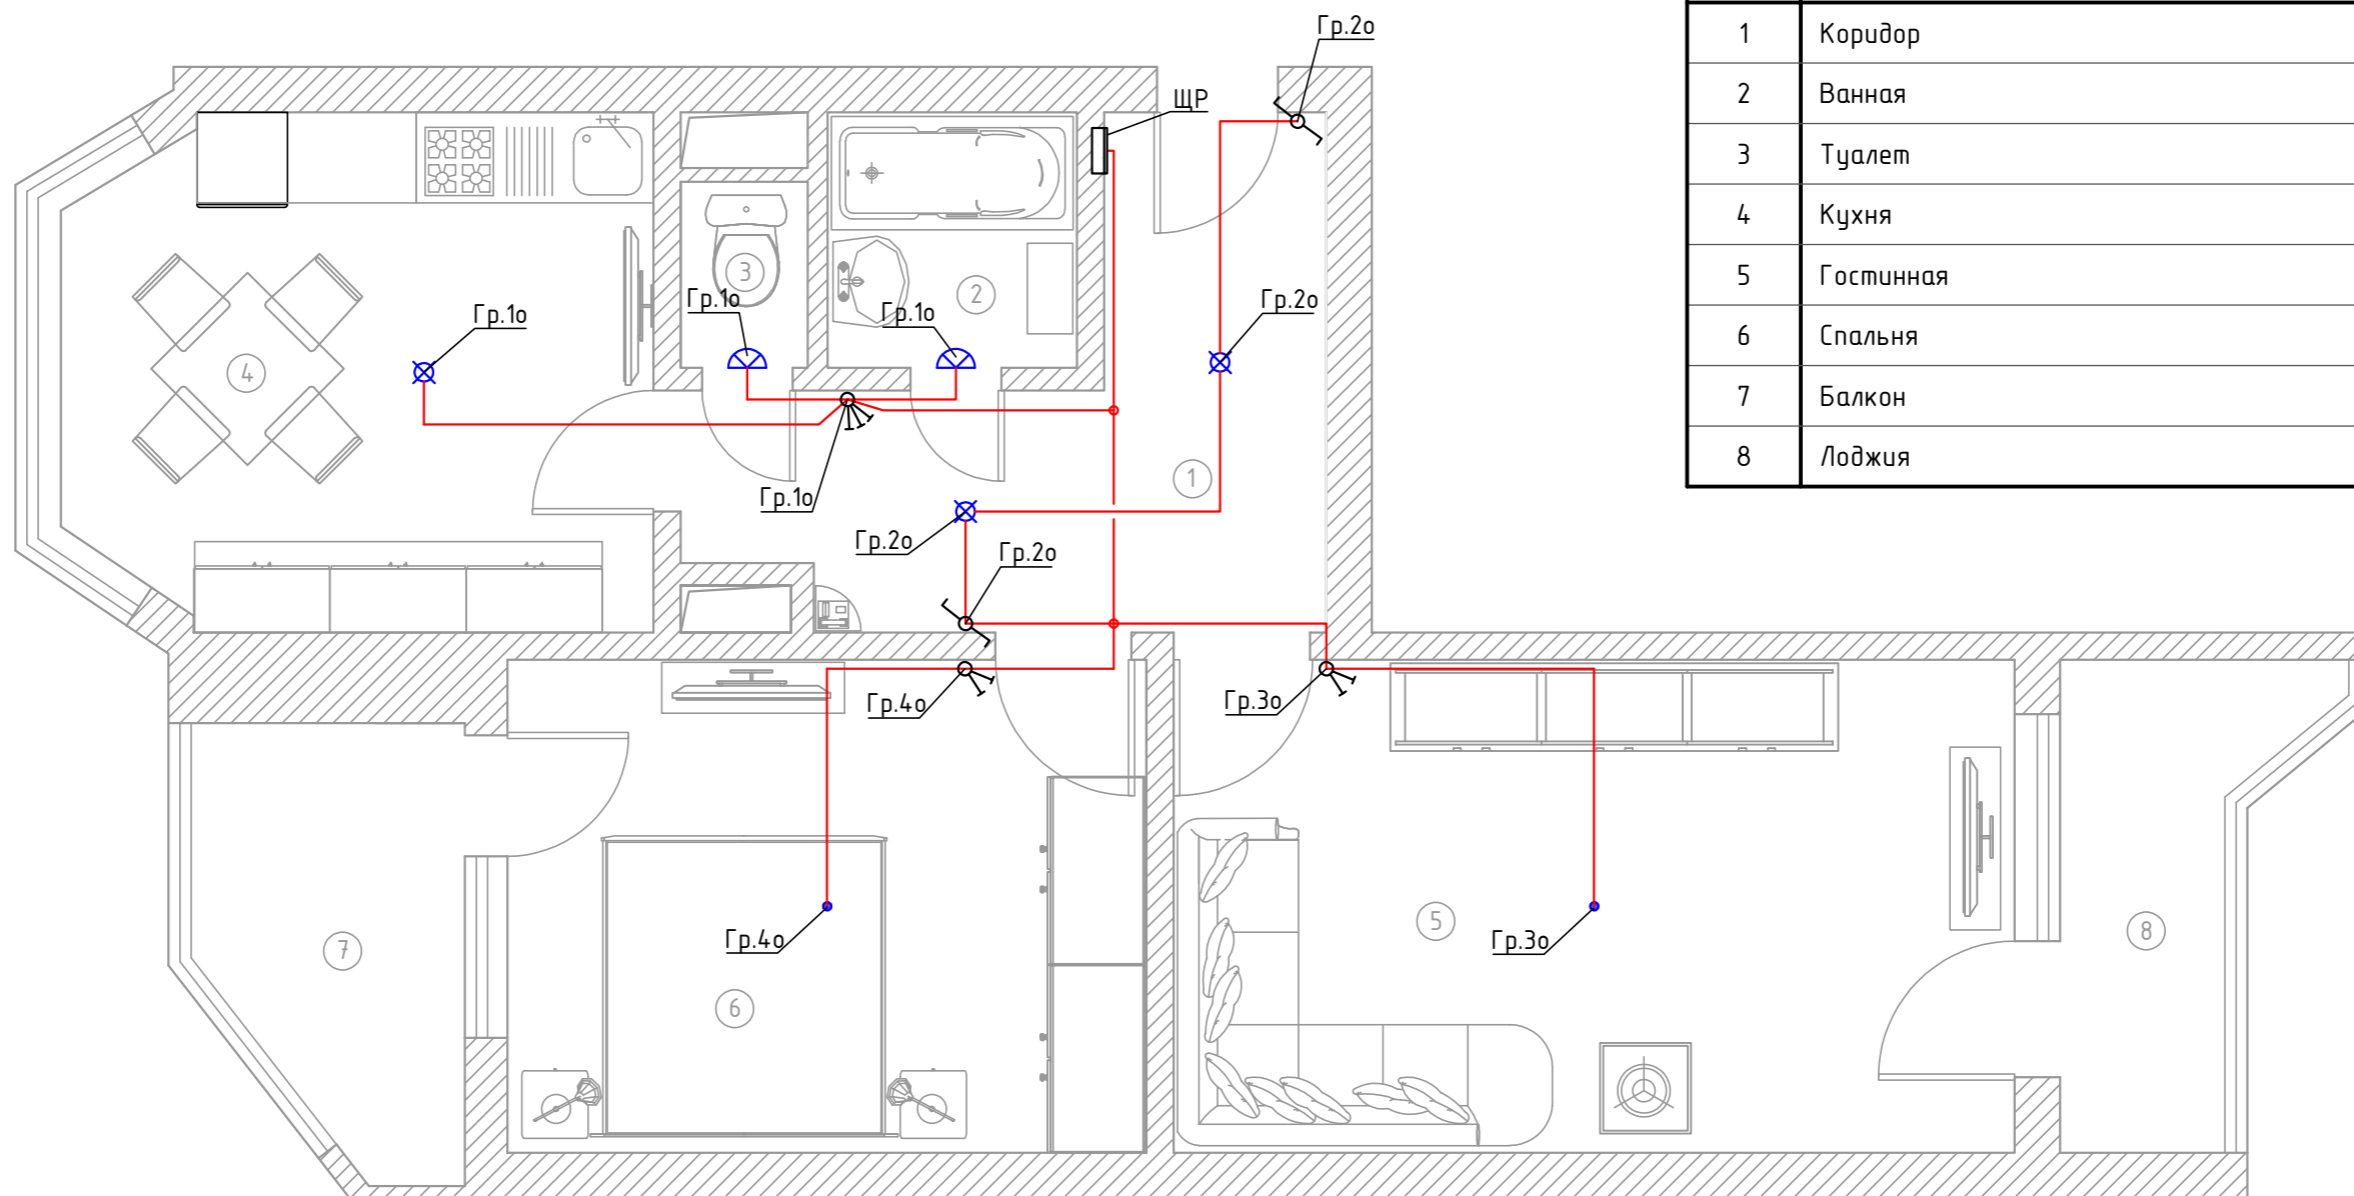 Гр.2о
ЩР
1 Коридор
2 Ванная
3 Туалет
4 Кухня
5 Гостинная
6 Спальня
7 Балкон
8 Лоджия
3
2
Гр.1о
Гр.1о
Гр.1о
Гр.2о
4
1
Гр.1о
Гр.2о
Гр.2о
Гр.4о
Гр.3о
Гр.4о
Гр.3о
5
8
7
6